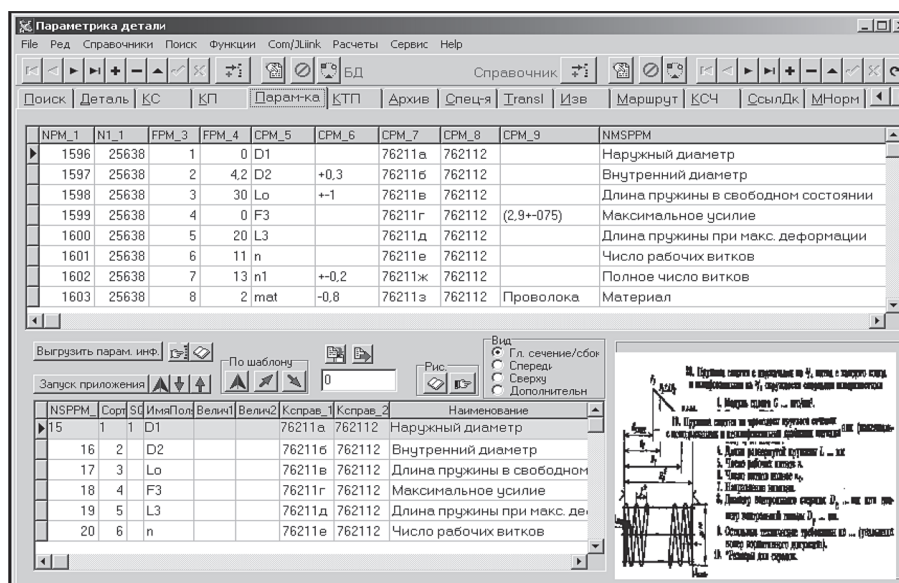 Параметрика детали
File Ред Справочники Поиск Функции Com/JLiink Расчеты Сервис Help
БД Справочник
Поиск Деталь КС КП Парам-ка КТП Архив Спец-я Transl Изв Маршрут КСЧ СсылДк МНорм
NPM_1 N1_1 FPM_3 FPM_4 CPM_5 CPM_6 CPM_7 CPM_8 CPM_9 NMSPPM
1596 25638 1 0 D1 76211а 762112 Наружный диаметр
1597 25638 2 4,2 D2 +0,3 76211б 762112 Внутренний диаметр
1598 25638 3 30 Lo +-1 76211в 762112 Длина пружины в свободном состоянии
1599 25638 4 0 F3 76211г 762112 (2,9+-075) Максимальное усилие
1600 25638 5 20 L3 76211д 762112 Длина пружины при макс. деформации
1601 25638 6 11 n 76211е 762112 Число рабочих витков
1602 25638 7 13 n1 +-0,2 76211ж 762112 Полное число витков
1603 25638 8 2 mat -0,8 76211з 762112 Проволока Материал
Выгрузить парам. инф.
По шаблону
Рис.
Вид
Гл. сечение/сбок
Спереди
Сверху
Дополнительн
Запуск приложения
0
NSPPM_ Сорт ИмяПол Велич1 Велич2 Ксправ_1 Ксправ_2 Наименование
15 1 1 D1 76211а 762112 Наружный диаметр
16 2 D2 76211б 762112 Внутренний диаметр
17 3 Lo 76211в 762112 Длина пружины в свободном
18 4 F3 76211г 762112 Максимальное усилие
19 5 L3 76211д 762112 Длина пружины при макс. де
20 6 n 76211е 762112 Число рабочих витков